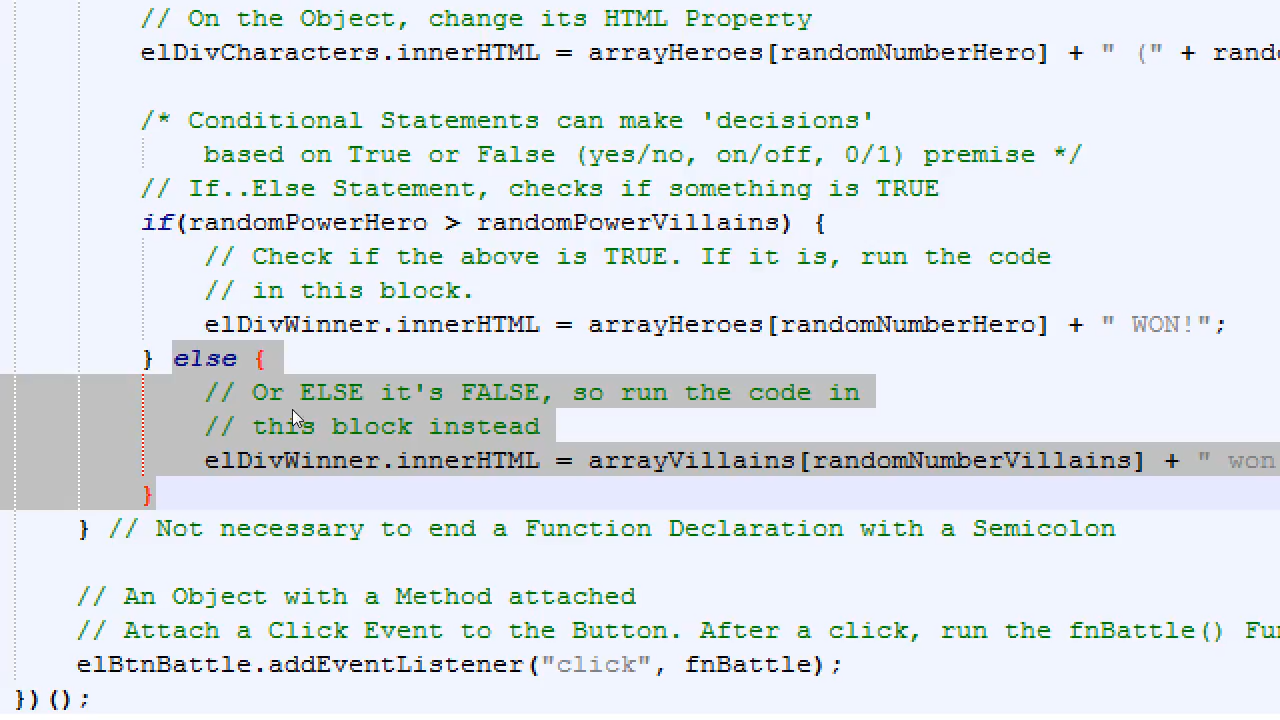 // On the Object, change its HTML Property
elDivCharacters.innerHTML = arrayHeroes[randomNumberHero] + " (" + rand
/* Conditional Statements can make 'decisions'
based on True or False (yes/no, on/off, 0/1) premise */
// If..Else Statement, checks if something is TRUE
if(randomPowerHero > randomPowerVillains) {
// Check if the above is TRUE. If it is, run the code
// in this block.
elDivWinner.innerHTML = arrayHeroes[randomNumberHero] + " WON!";
} else {
// Or ELSE it's FALSE, so run the code in
// this block instead
elDivWinner.innerHTML = arrayVillains[randomNumberVillains] + " won
}
} // Not necessary to end a Function Declaration with a Semicolon
// An Object with a Method attached
// Attach a Click Event to the Button. After a click, run the fnBattle() Fu
elBtnBattle.addEventListener("click", fnBattle);
})();